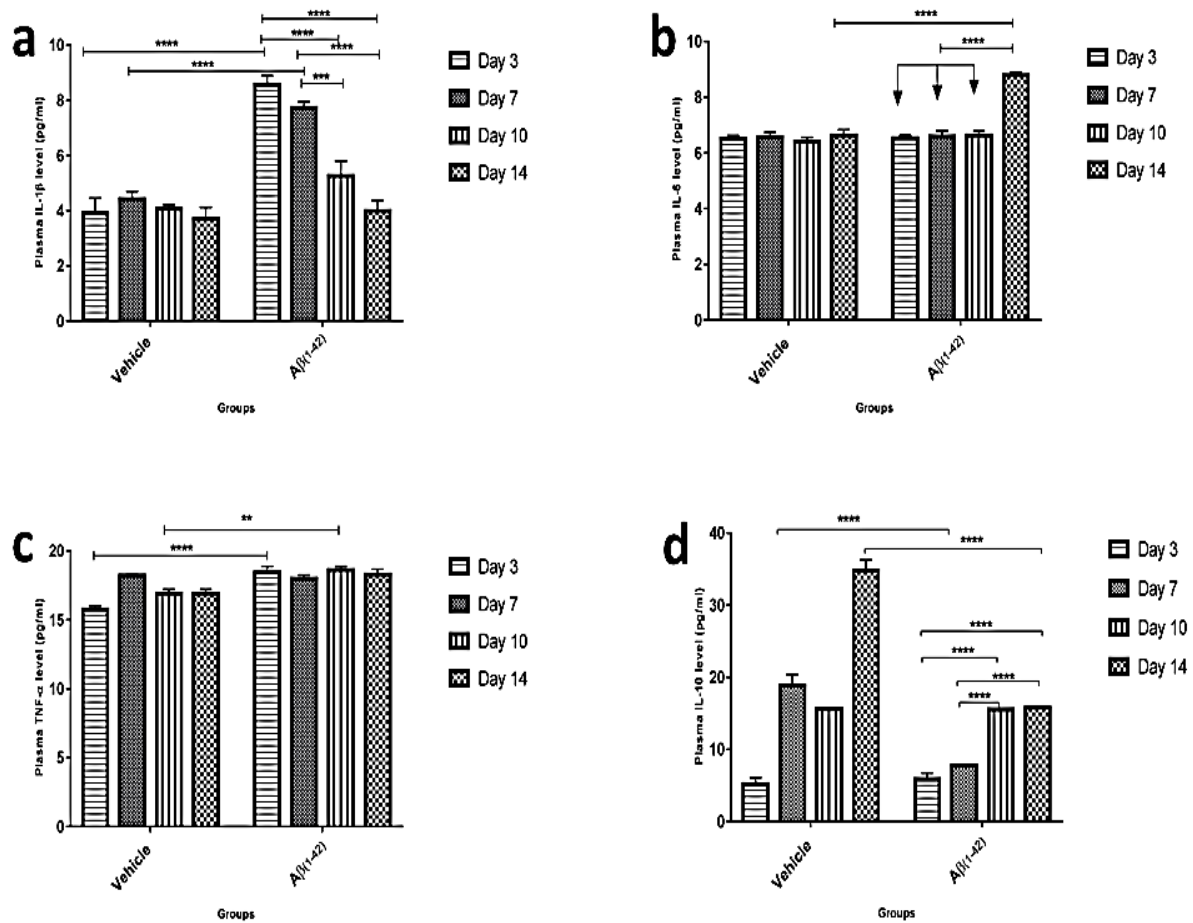 a
Plasma IL-1β level (pg/ml)
10
8
6
4
2
0
****
****
****
****
****
***
Vehicle
Aβ(1-42)
Groups
Day 3
Day 7
Day 10
Day 14
b
Plasma IL-6 level (pg/ml)
10
8
6
4
2
0
****
****
Vehicle
Aβ(1-42)
Groups
Day 3
Day 7
Day 10
Day 14
c
Plasma TNF-α level (pg/ml)
20
15
10
5
0
**
****
Vehicle
Aβ(1-42)
Groups
Day 3
Day 7
Day 10
Day 14
d
Plasma IL-10 level (pg/ml)
40
30
20
10
0
****
****
****
****
****
****
Vehicle
Aβ(1-42)
Groups
Day 3
Day 7
Day 10
Day 14